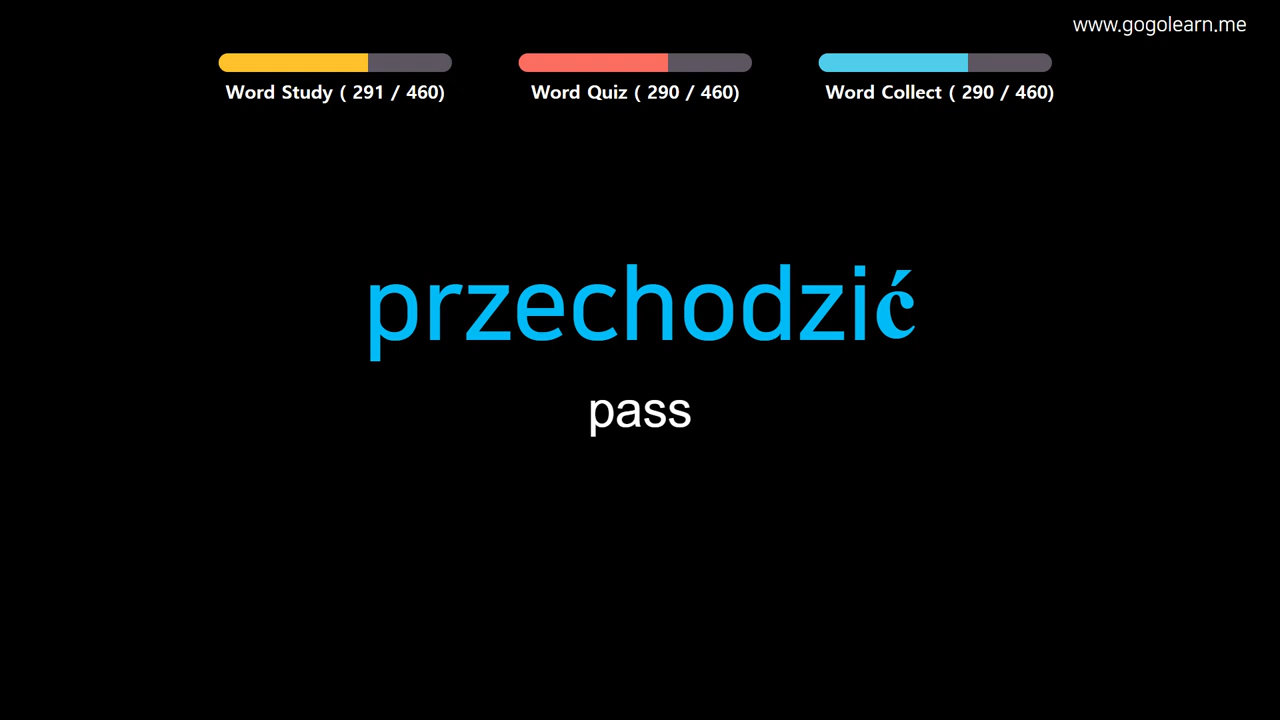 www.gogolearn.me
Word Study ( 291 / 460)
Word Quiz ( 290 / 460)
Word Collect ( 290 / 460)
przechodzić
pass